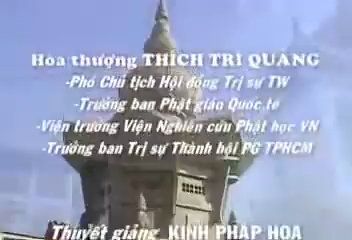 Hòa thượng THÍCH TRÍ QUẢNG
-Phó Chủ tịch Hội đồng Trị sự TW
-Trưởng ban Phật giáo Quốc tế
-Viện trưởng Viện Nghiên cứu Phật học VN
-Trưởng ban Trị sự Thành hội PG TPHCM
Thuyết giảng KINH PHÁP HOA